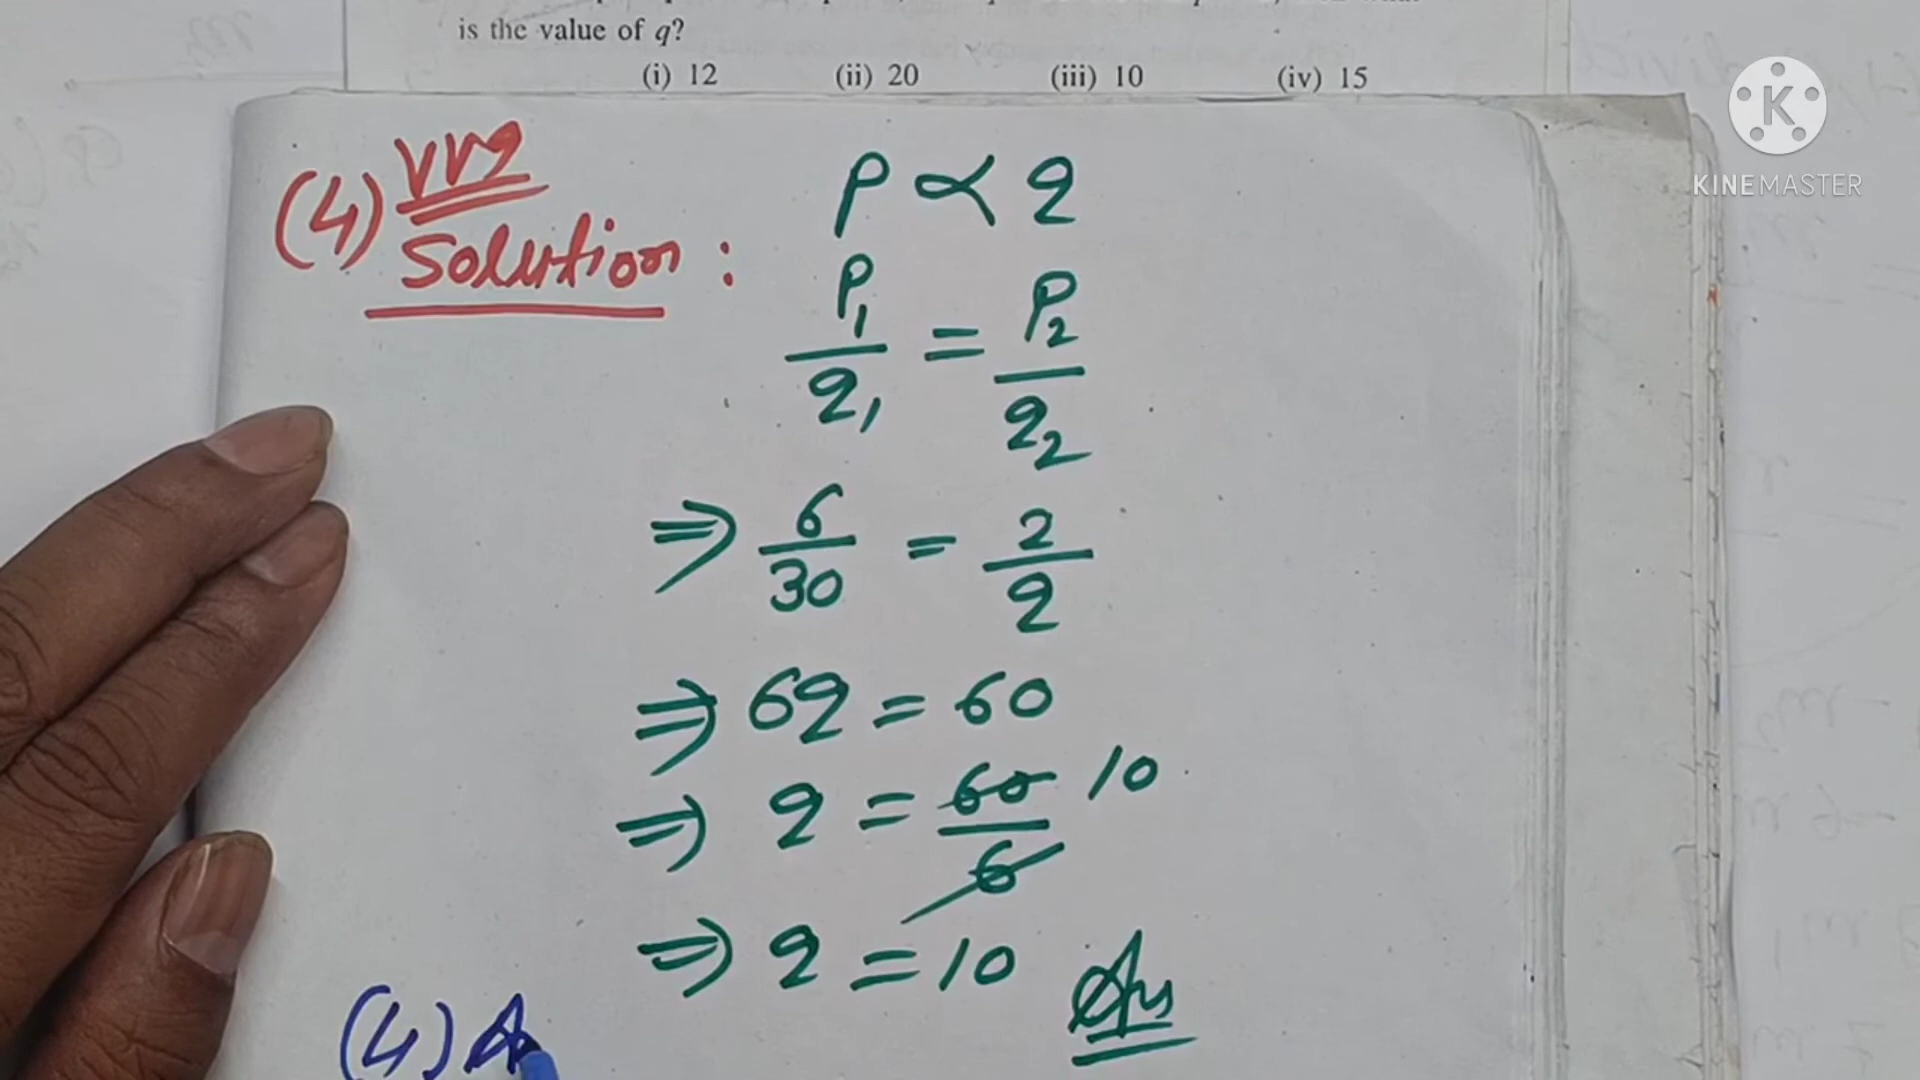 is the value of q?
(i) 12 (ii) 20 (iii) 10 (iv) 15
K
KINEMASTER
(4) VVq
Solution :
p ∝ q
p₁/q₁ = p₂/q₂
⇒ 6/30 = 2/q
⇒ 6q = 60
⇒ q = 60/6 10
⇒ q = 10 Ans
(4) A